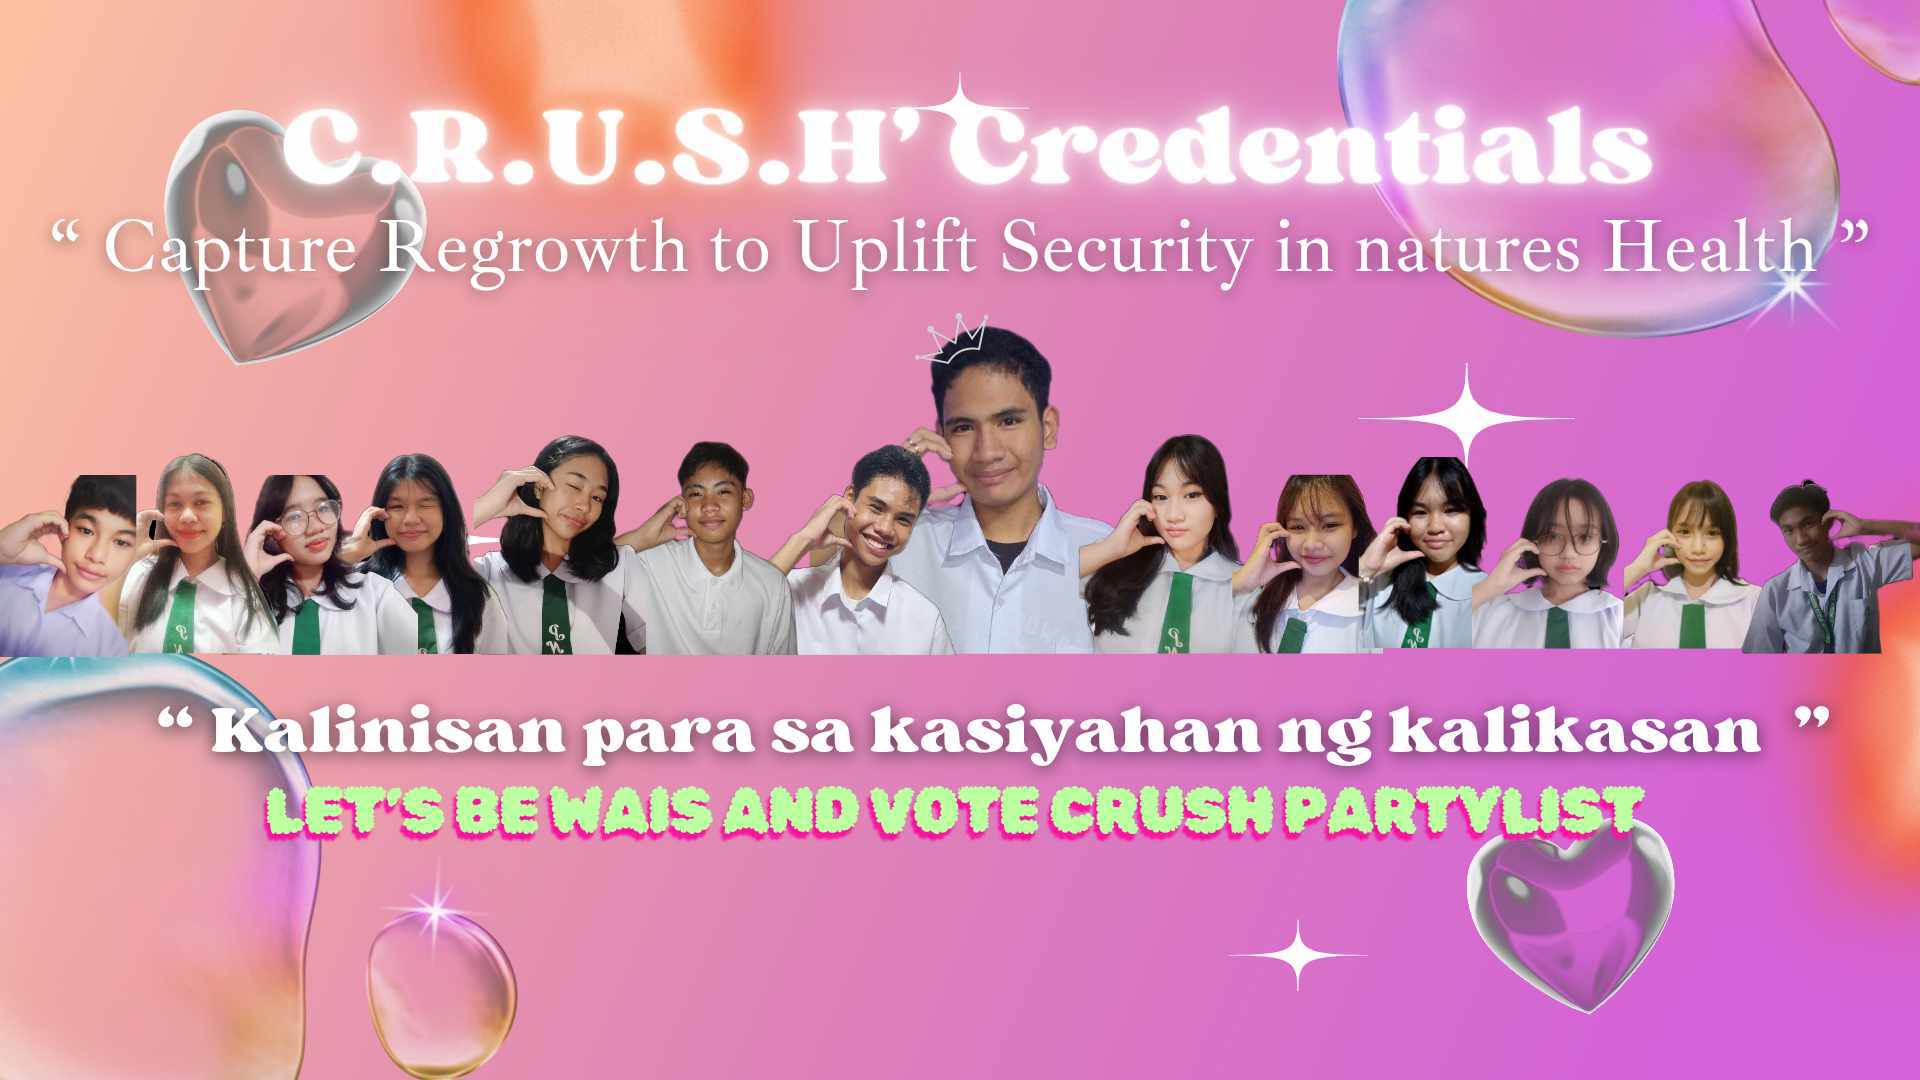 C.R.U.S.H’ Credentials
“ Capture Regrowth to Uplift Security in natures Health ”
“ Kalinisan para sa kasiyahan ng kalikasan ”
LET'S BE WAIS AND VOTE CRUSH PARTYLIST